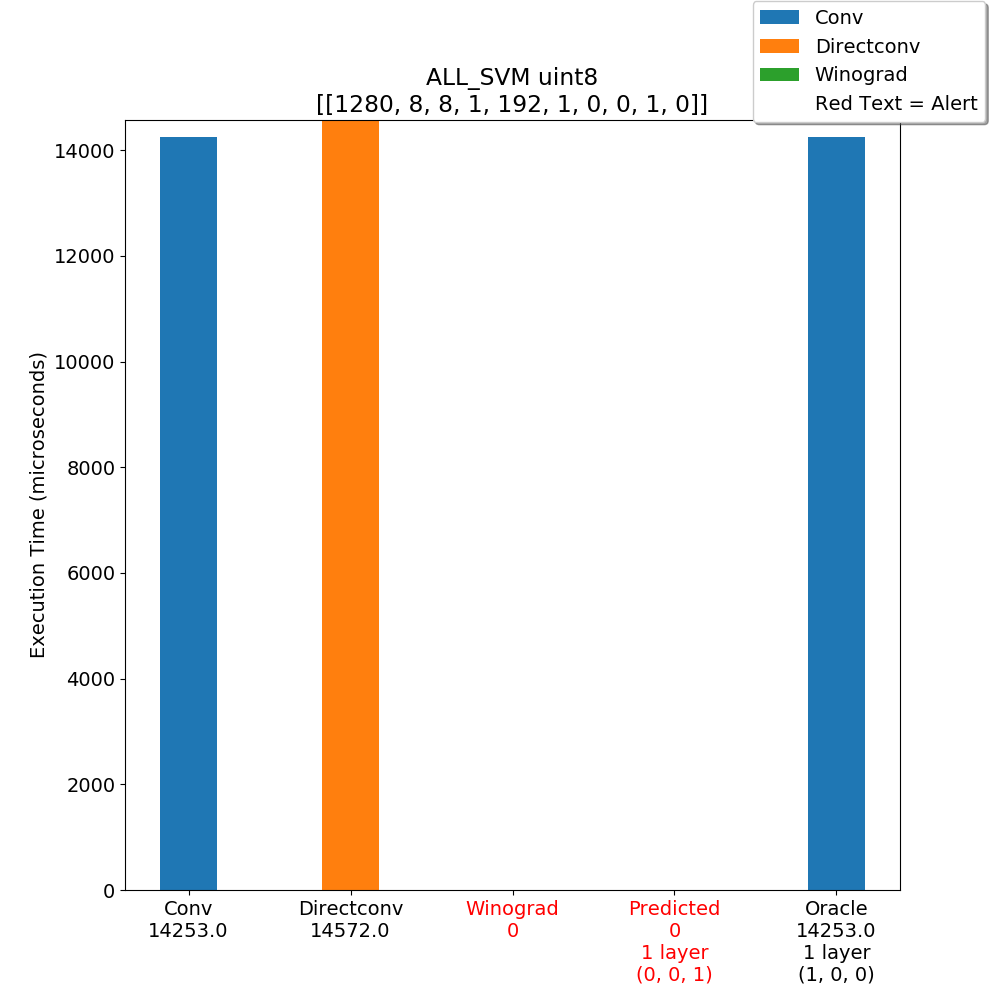 Conv
Directconv
Winograd
Red Text = Alert
ALL_SVM uint8
[[1280, 8, 8, 1, 192, 1, 0, 0, 1, 0]]
Execution Time (microseconds)
14000
12000
10000
8000
6000
4000
2000
0
Conv
14253.0
Directconv
14572.0
Winograd
0
Predicted
0
1 layer
(0, 0, 1)
Oracle
14253.0
1 layer
(1, 0, 0)